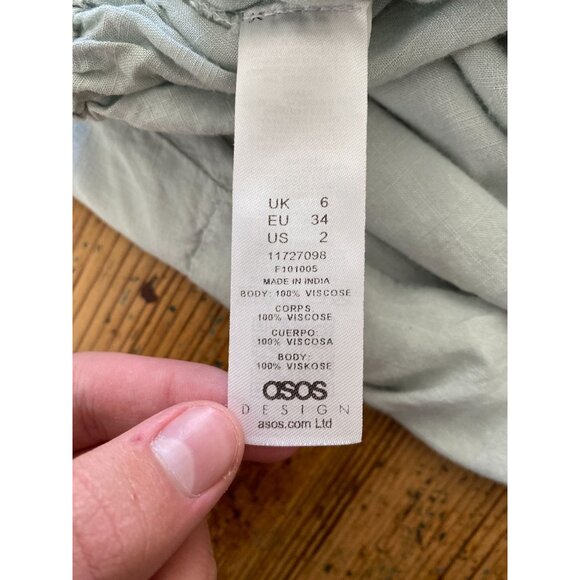 UK 6
EU 34
US 2
11727098
F101005
MADE IN INDIA
BODY: 100% VISCOSE
CORPS:
100% VISCOSE
CUERPO:
100% VISCOSA
BODY:
100% VISKOSE
asos
DESIGN
asos.com Ltd